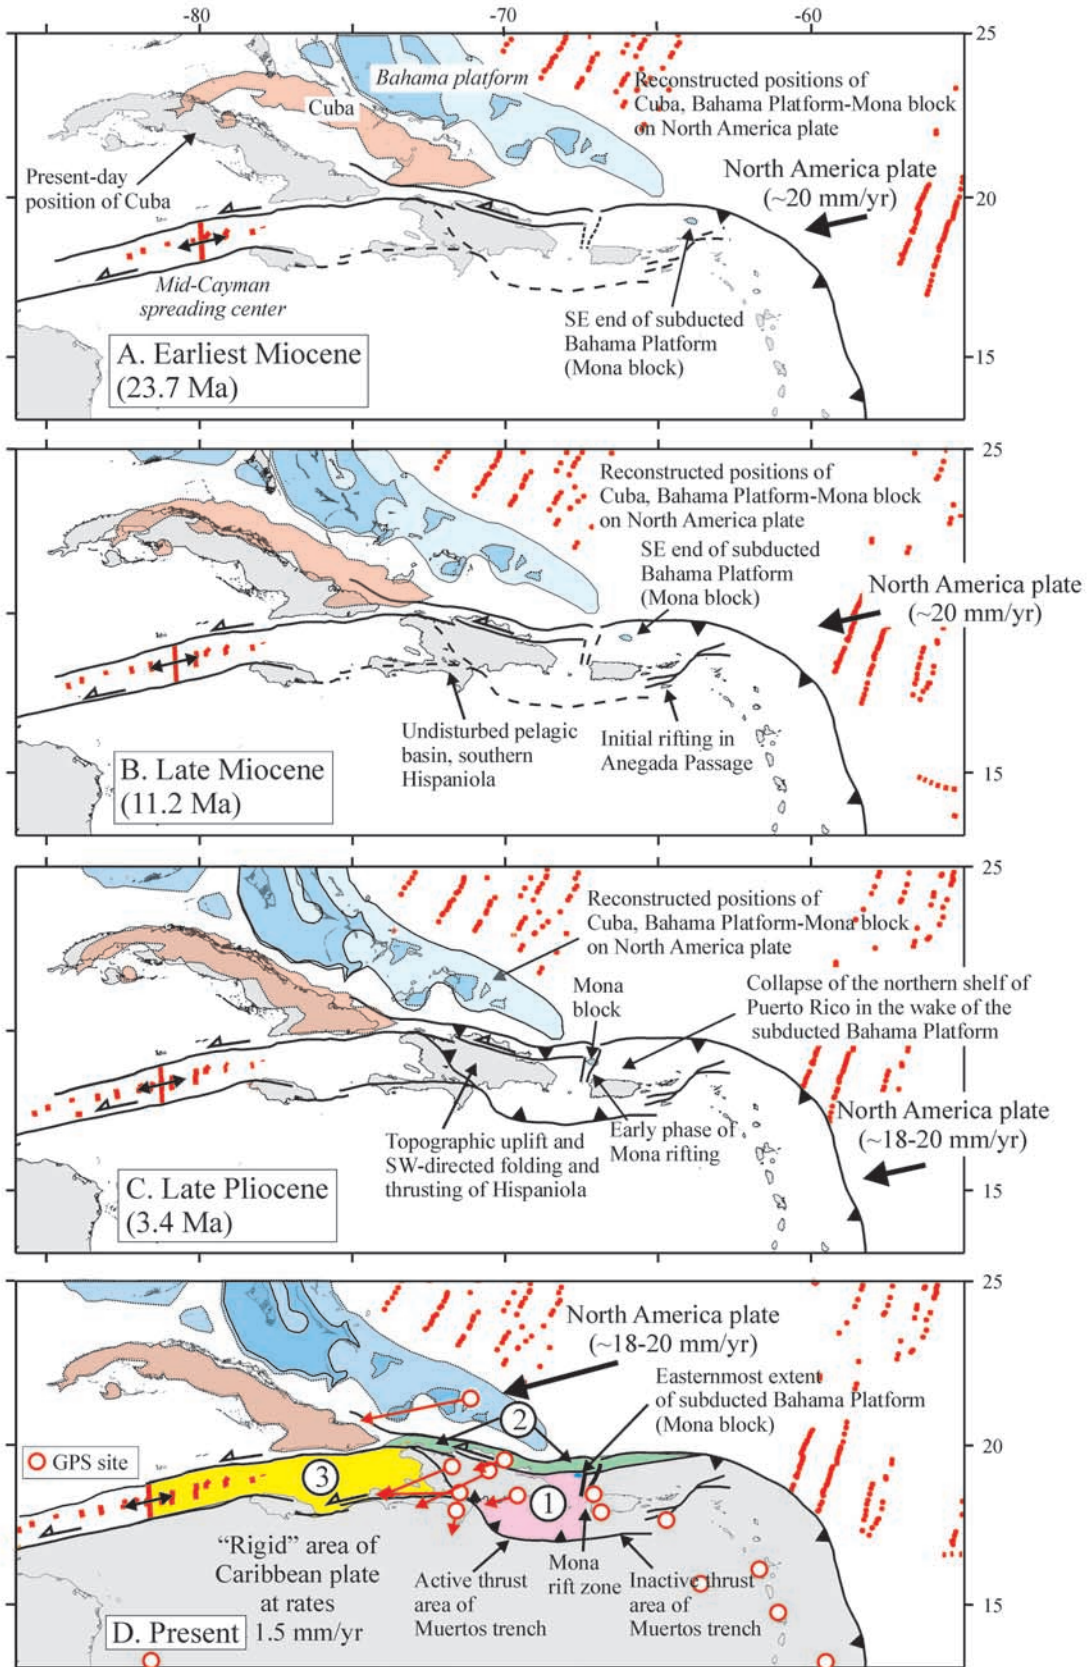 -80
-70
-60
25
Bahama platform
Reconstructed positions of
Cuba, Bahama Platform-Mona block
on North America plate
Cuba
North America plate
(~20 mm/yr)
Present-day
position of Cuba
20
Mid-Cayman
spreading center
SE end of subducted
Bahama Platform
(Mona block)
A. Earliest Miocene
(23.7 Ma)
15
25
Reconstructed positions of
Cuba, Bahama Platform-Mona block
on North America plate
SE end of subducted
Bahama Platform
(Mona block)
North America plate
(~20 mm/yr)
Undisturbed pelagic
basin, southern
Hispaniola
Initial rifting in
Anegada Passage
B. Late Miocene
(11.2 Ma)
15
25
Reconstructed positions of
Cuba, Bahama Platform-Mona block
on North America plate
Mona
block
Collapse of the northern shelf of
Puerto Rico in the wake of the
subducted Bahama Platform
North America plate
(~18-20 mm/yr)
Topographic uplift and
SW-directed folding and
thrusting of Hispaniola
Early phase of
Mona rifting
C. Late Pliocene
(3.4 Ma)
15
25
North America plate
(~18-20 mm/yr)
Easternmost extent
of subducted Bahama Platform
(Mona block)
2
20
GPS site
3
1
"Rigid" area of
Caribbean plate
at rates
1.5 mm/yr
Active thrust
area of
Muertos trench
Mona
rift zone
Inactive thrust
area of
Muertos trench
15
D. Present